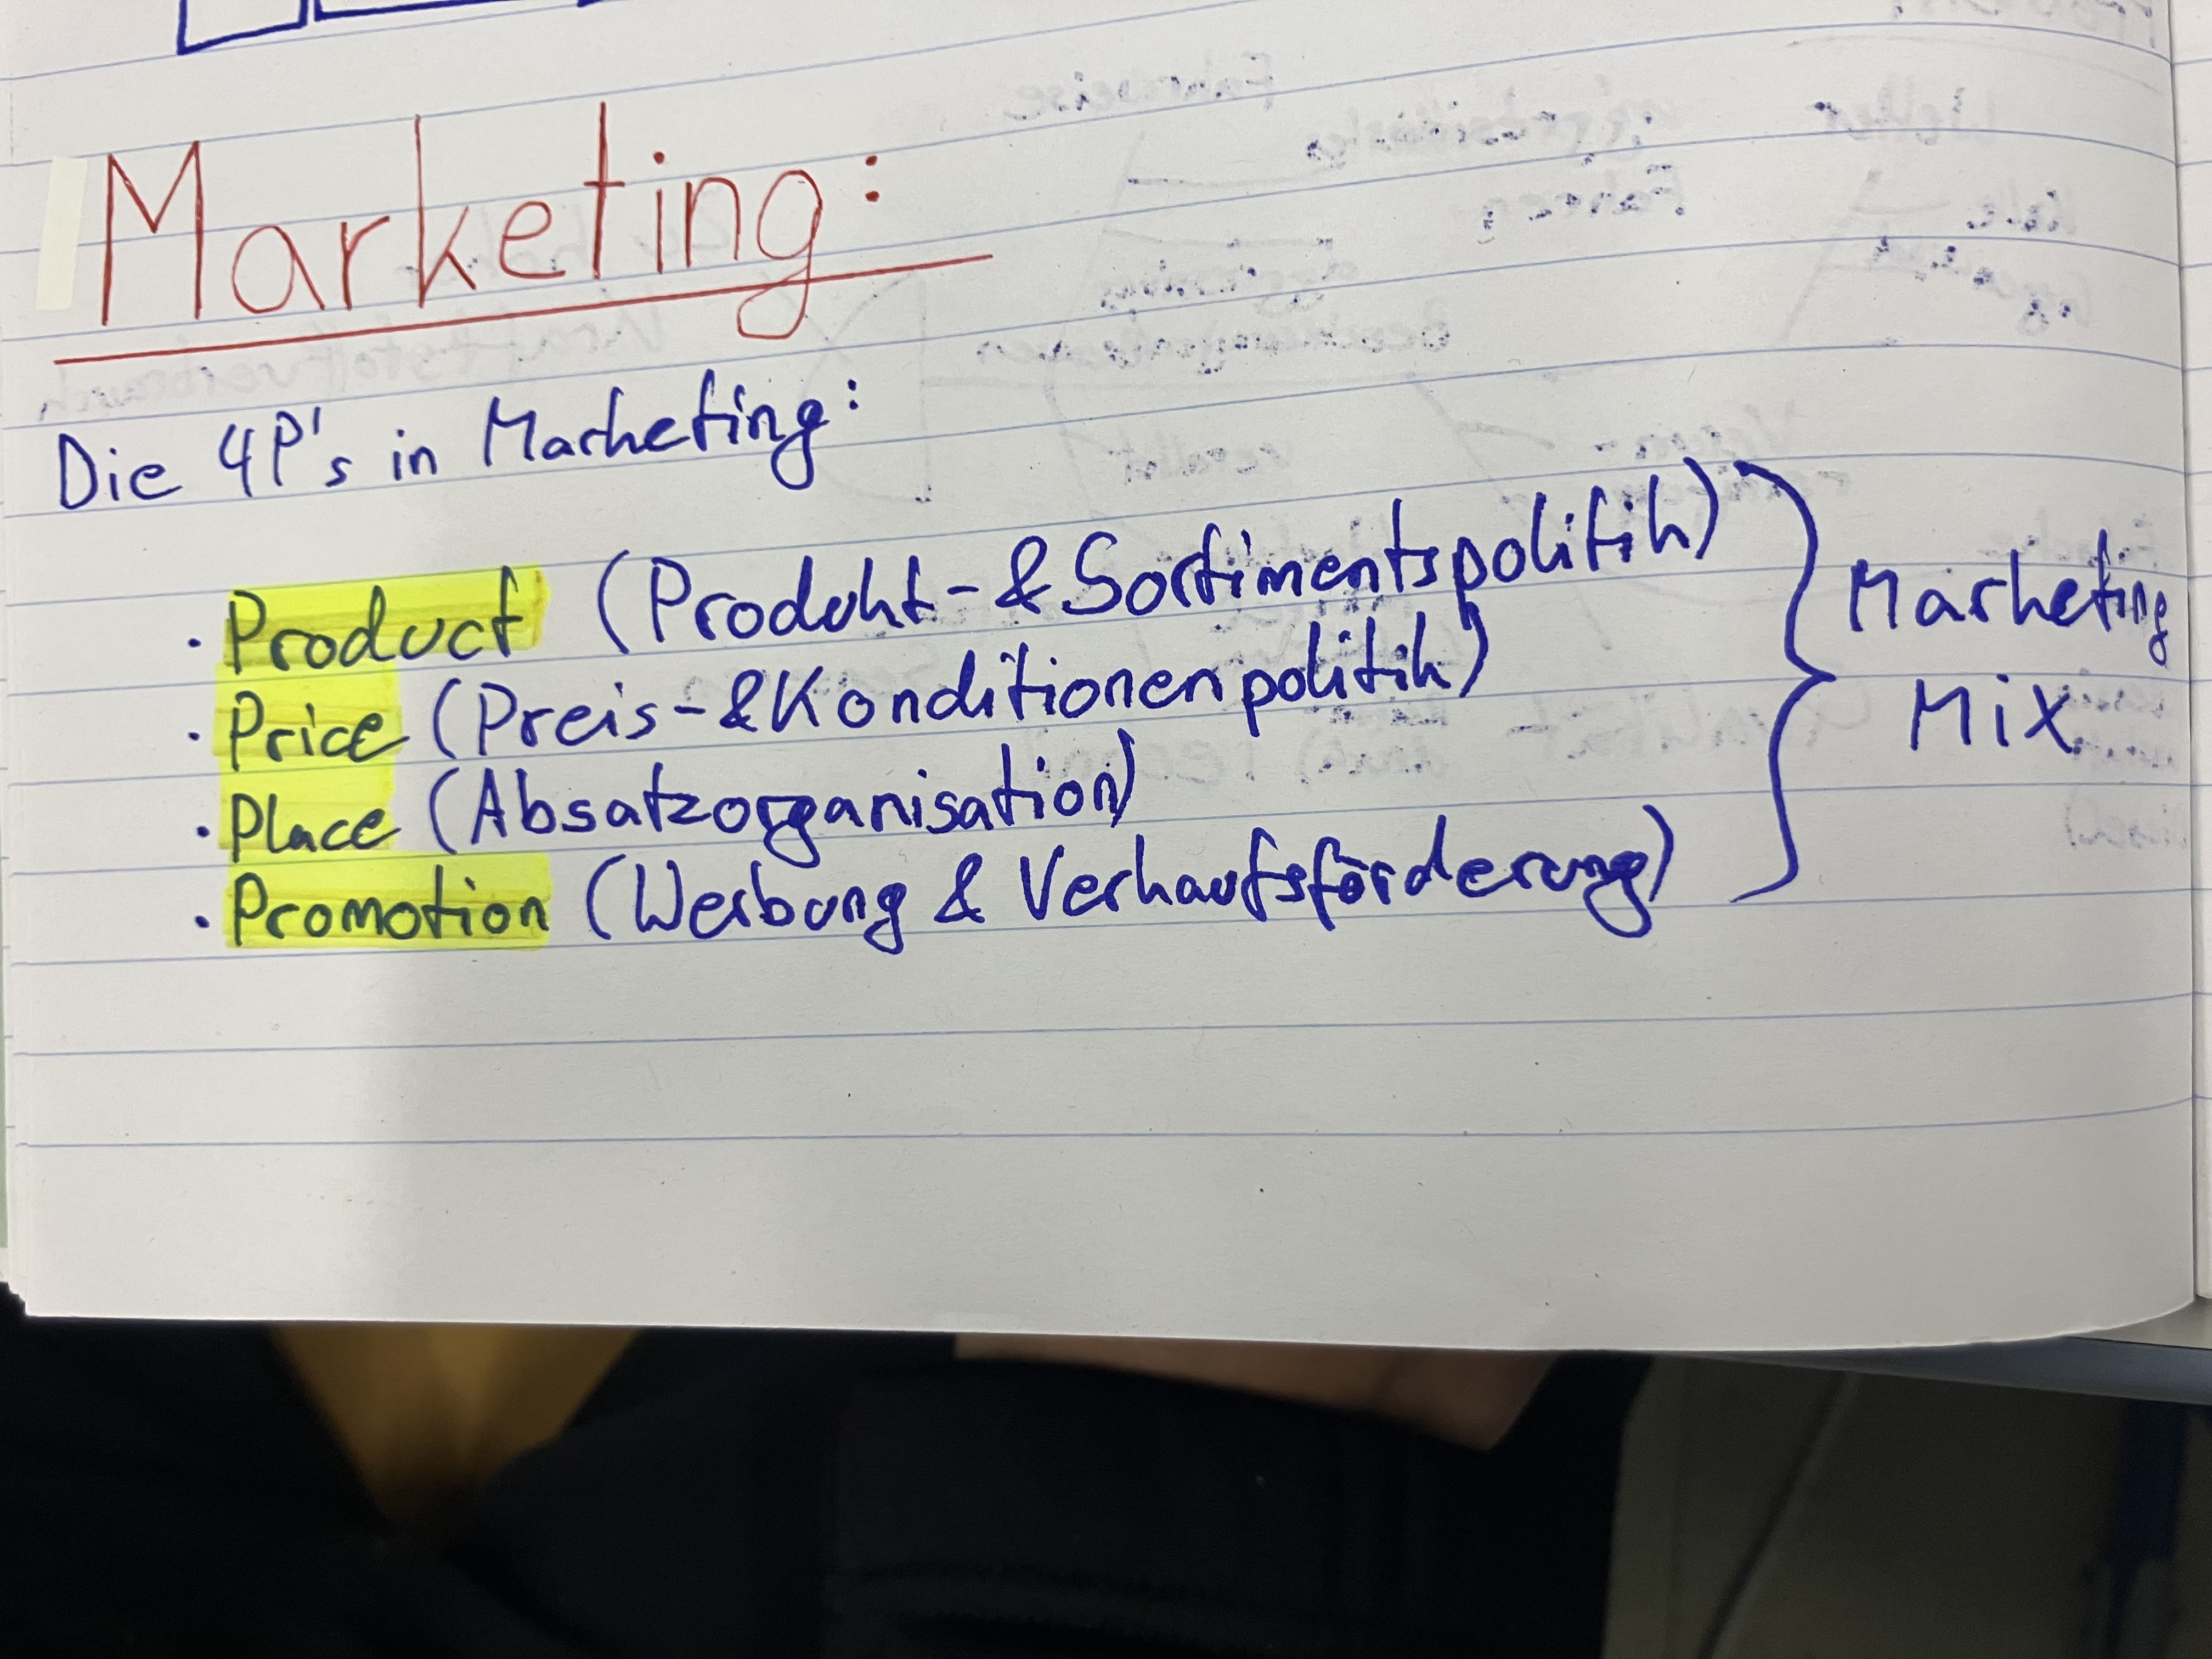 Marketing:
Die 4P's in Marketing:
· Product (Produkt-&Sortimentspolitik)
· Price (Preis-&Konditionenpolitik)
· Place (Absatzorganisation)
· Promotion (Werbung & Verkaufsförderung)
Marketing
Mix